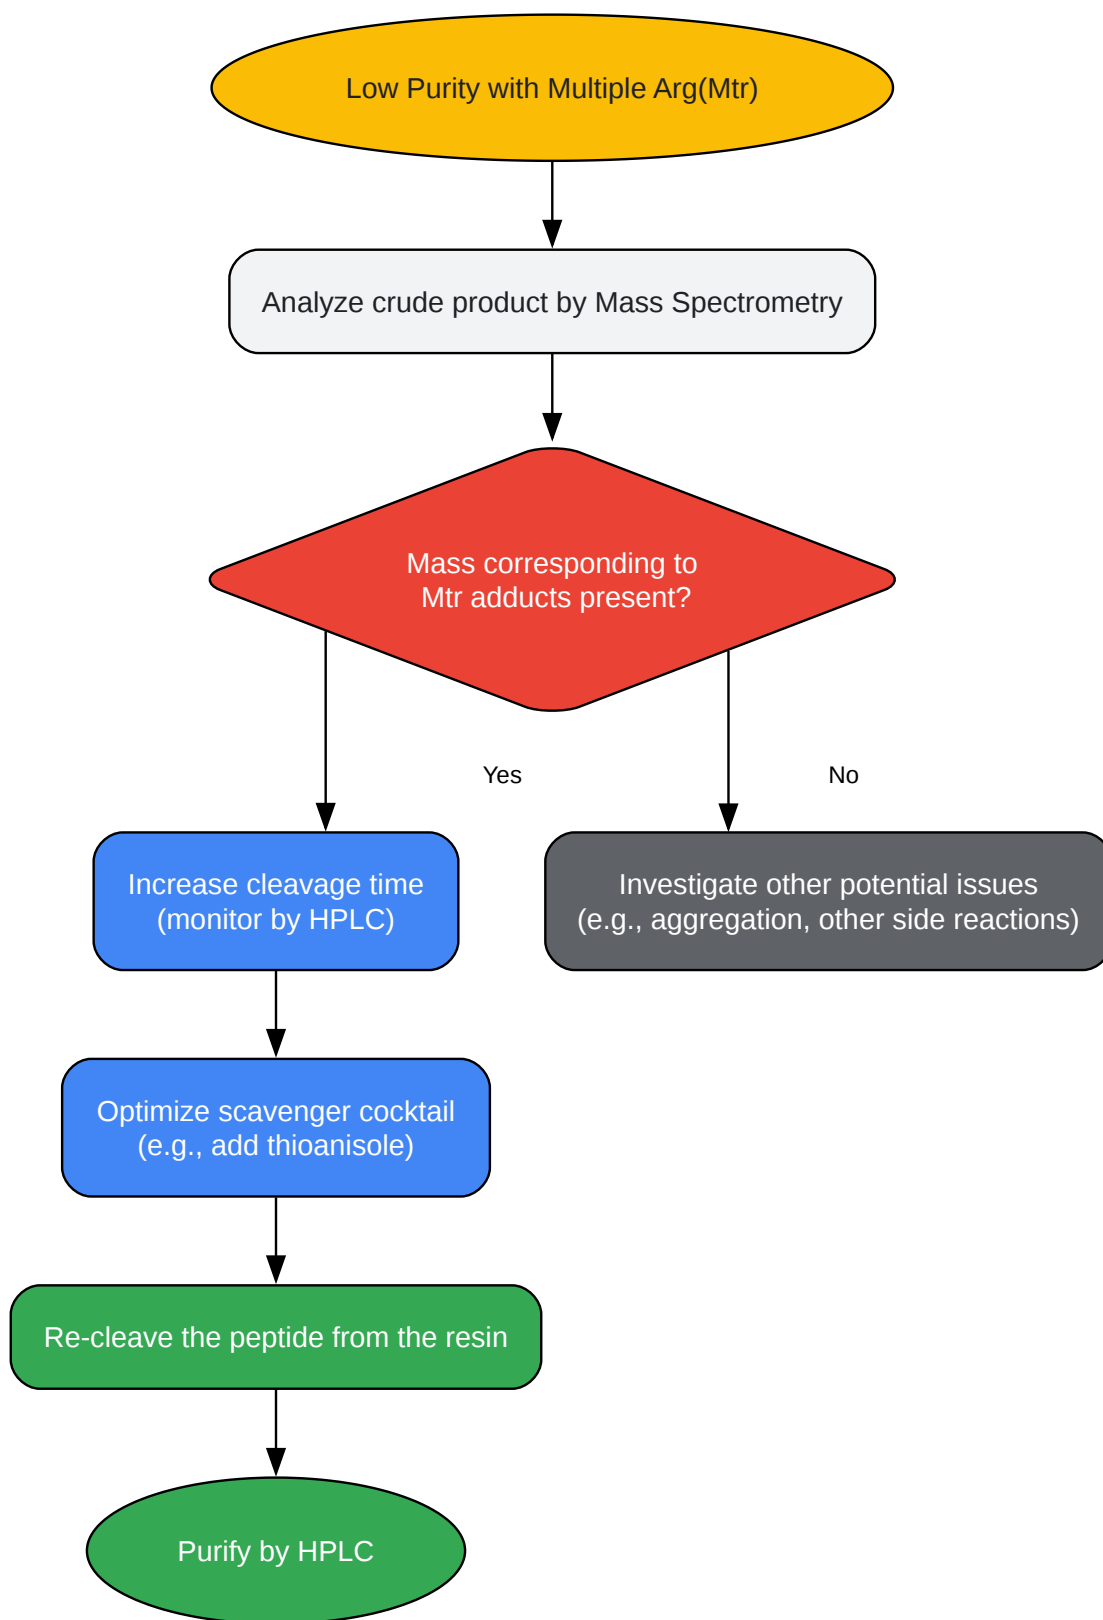 Low Purity with Multiple Arg(Mtr)
Analyze crude product by Mass Spectrometry
Mass corresponding to
Mtr adducts present?
Yes
No
Increase cleavage time
(monitor by HPLC)
Investigate other potential issues
(e.g., aggregation, other side reactions)
Optimize scavenger cocktail
(e.g., add thioanisole)
Re-cleave the peptide from the resin
Purify by HPLC